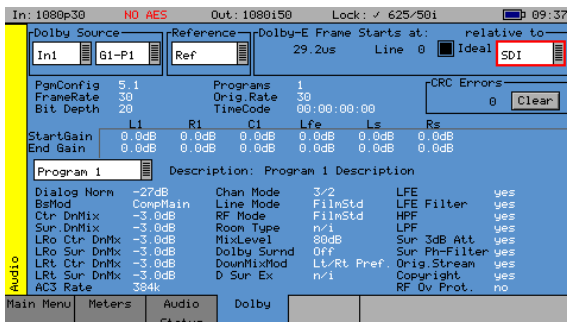 In: 1080p30 NO AES Out: 1080i50 Lock: ✓ 625/50i 09:37
Dolby Source Reference Dolby-E Frame Starts at: relative to
In1 G1-P1 Ref 29.2us Line 0 Ideal SDI
PgmConfig 5.1 Programs 1 CRC Errors
FrameRate 30 Orig.Rate 30 0 Clear
Bit Depth 20 TimeCode 00:00:00:00
L1 R1 C1 Lfe Ls Rs
StartGain 0.0dB 0.0dB 0.0dB 0.0dB 0.0dB 0.0dB
End Gain 0.0dB 0.0dB 0.0dB 0.0dB 0.0dB 0.0dB
Program 1 Description: Program 1 Description
Dialog Norm -27dB Chan Mode 3/2 LFE yes
BsMod CompMain Line Mode FilmStd LFE Filter yes
Ctr DnMix -3.0dB RF Mode FilmStd HPF yes
Sur.DnMix -3.0dB Room Type n/i LPF yes
LRo Ctr DnMx -3.0dB MixLevel 80dB Sur 3dB Att yes
LRo Sur DnMx -3.0dB Dolby Surnd Off Sur Ph-Filter yes
LRt Ctr DnMx -3.0dB DownMixMod Lt/Rt Pref. Orig.Stream yes
LRt Sur DnMx -3.0dB D Sur Ex n/i Copyright yes
AC3 Rate 384k RF Ov Prot. no
Audio
Main Menu Meters Audio Dolby
Status